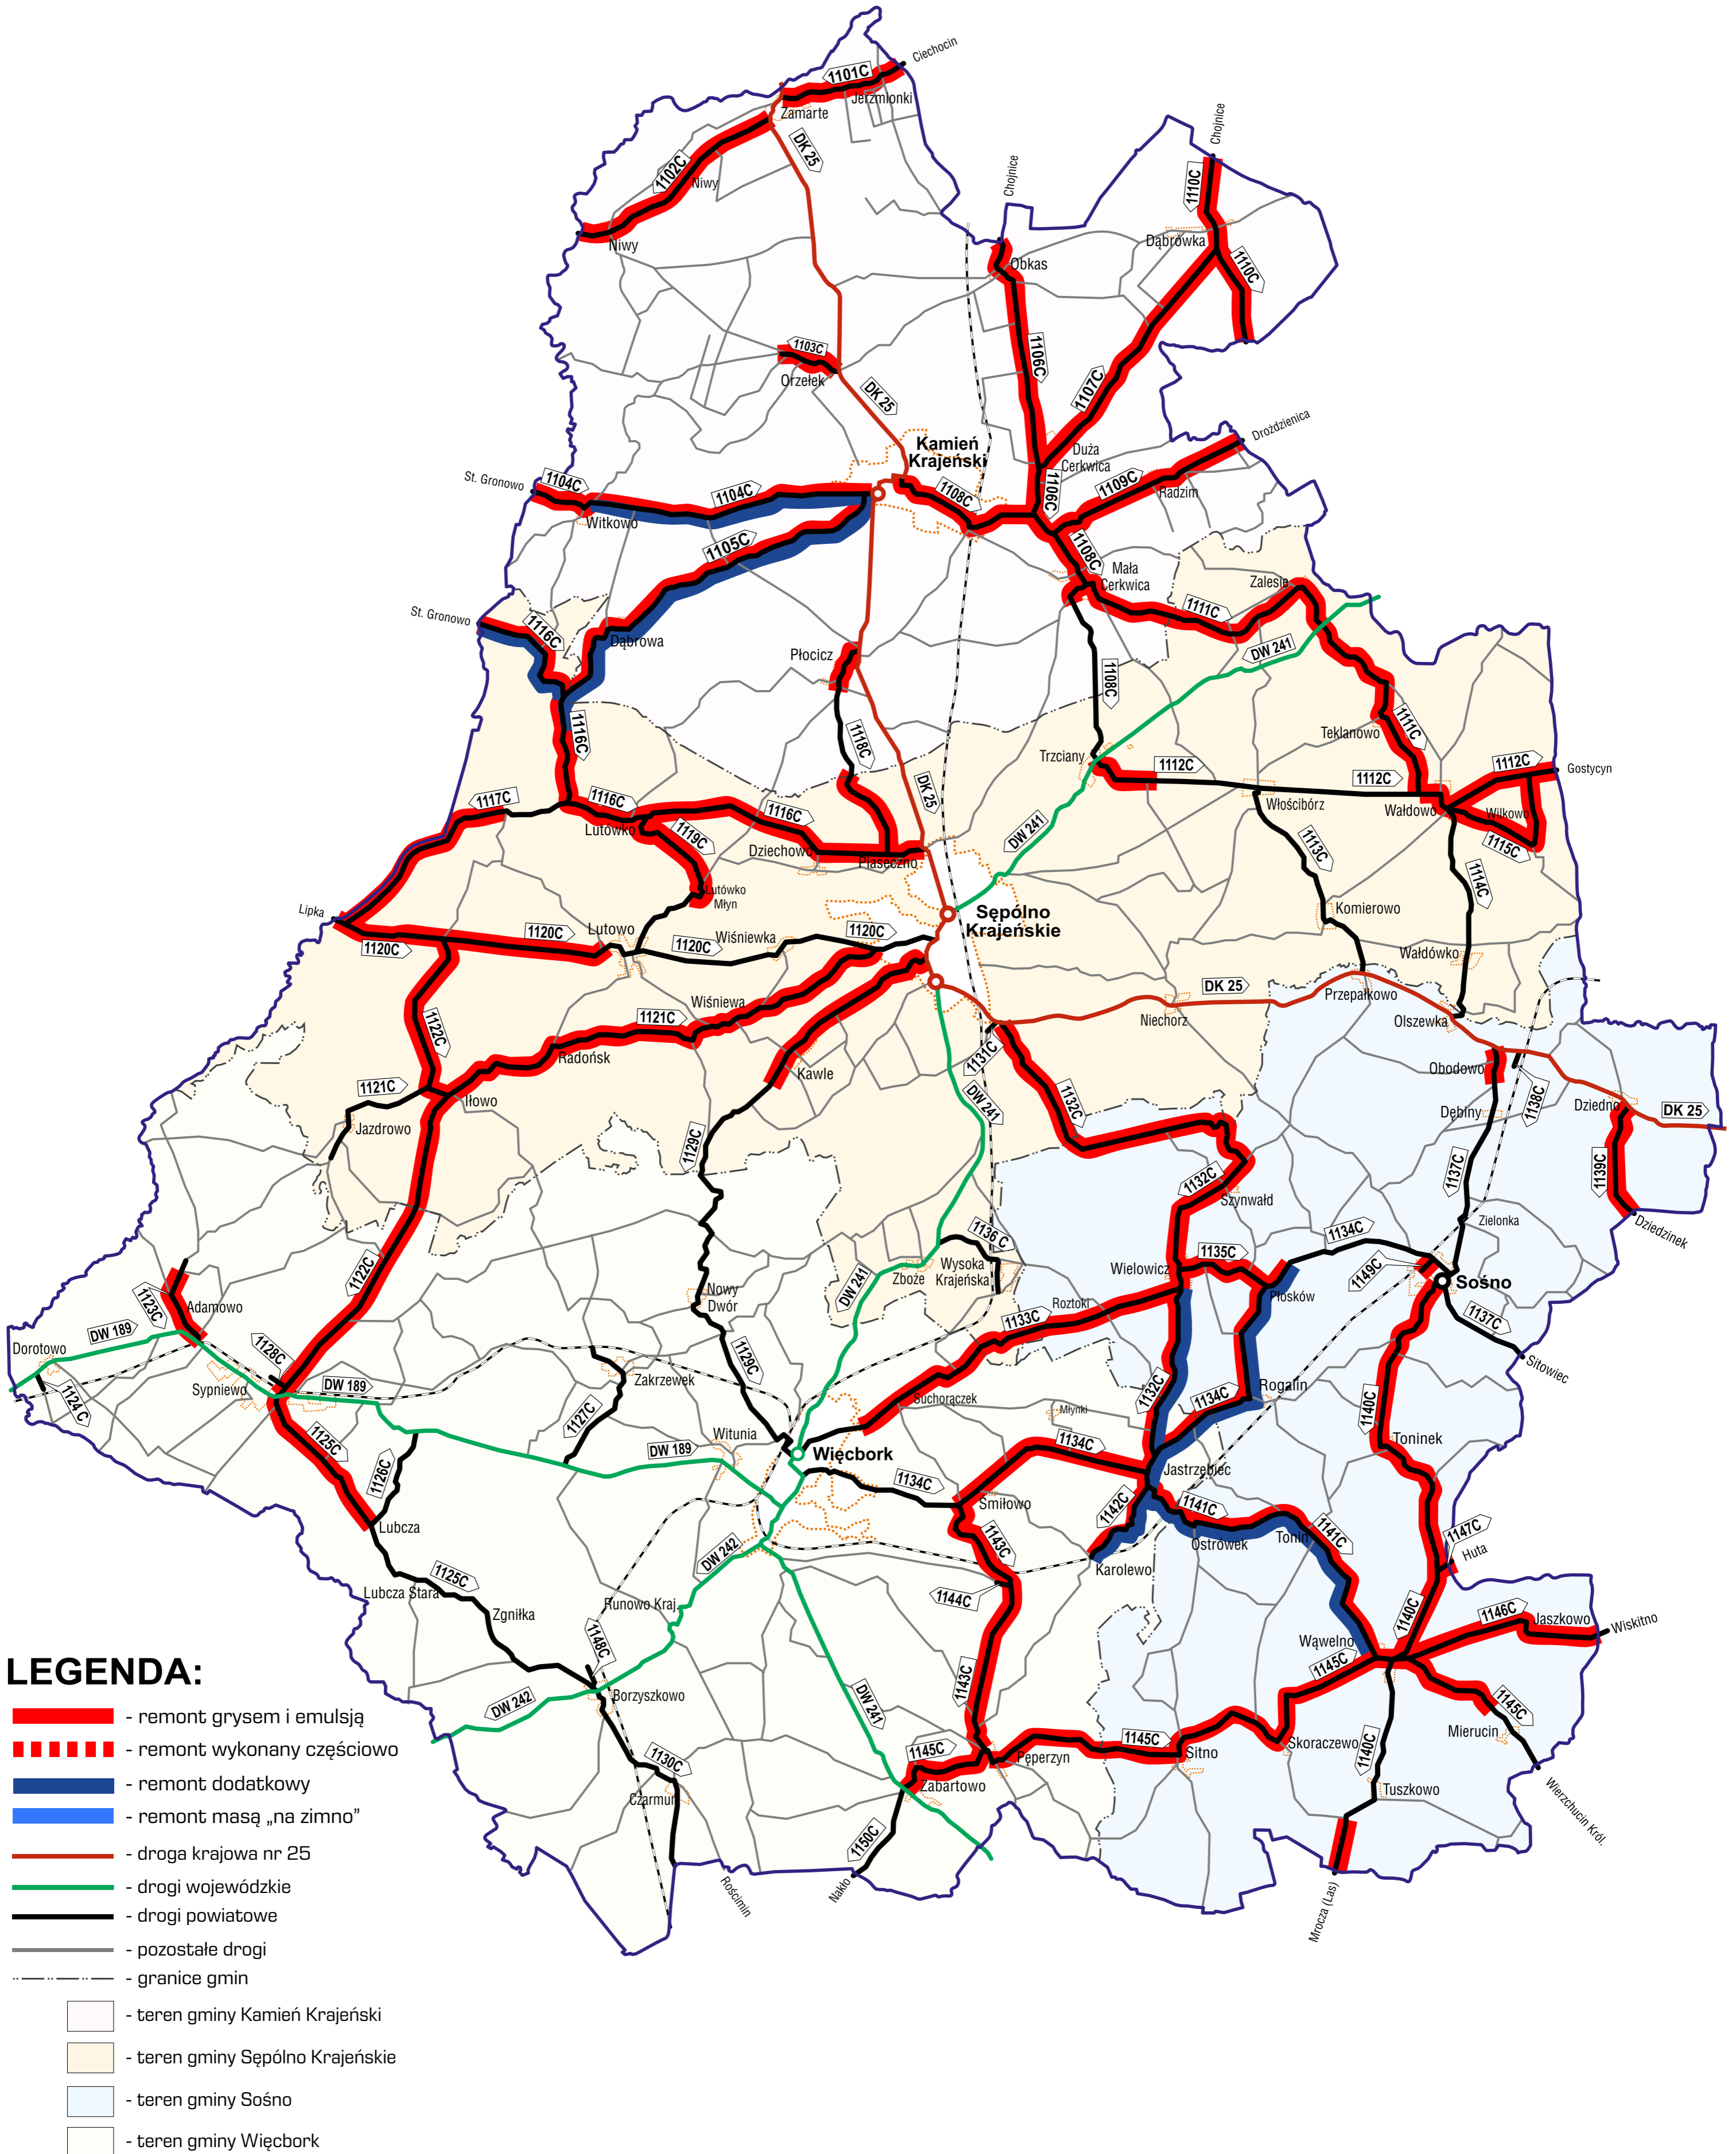 Ciechocin
1101C
Jerzmionki
Zamarte
DK 25
Chojnice
1102C
Niwy
Chojnice
1110C
Niwy
Dąbrówka
Obkas
1110C
1103C
Orzełek
1106C
1107C
DK 25
Drożdzienica
Kamień
Krajeński
Duża
Cerkwica
St. Gronowo
1104C
1104C
1108C
1106C
1109C
Radzim
Witkowo
1105C
1108C
Mała
Cerkwica
Zalesie
St. Gronowo
1116C
1111C
Dąbrowa
Płocicz
DW 241
1108C
1116C
1118C
Teklanowo
1111C
Trzciany
1112C
1112C
1112C
Gostycyn
DK 25
1117C
1116C
1116C
Włościbórz
Wałdowo
Wilkowo
Lutówko
1119C
Dziechowo
Piaseczno
DW 241
1113C
1115C
1114C
Lutówko
Młyn
Lipka
Sępólno
Krajeńskie
Komierowo
1120C
1120C
Lutowo
1120C
Wiśniewka
1120C
Wałdówko
Wiśniewa
1121C
DK 25
Przepałkowo
Niechorz
Olszewka
1122C
Radońsk
1131C
Kawle
Obodowo
1121C
Iłowo
DW 241
1132C
1138C
Dziedno
Dębiny
DK 25
Jazdrowo
1129C
1137C
1139C
1132C
Szynwałd
Zielonka
Dziedzinek
1136 C
1134C
1122C
Zboże
Wysoka
Krajeńska
Wielowicz
1135C
1149C
Sośno
Adamowo
1123C
Nowy
Dwór
DW 241
Roztoki
Płosków
1133C
1137C
DW 189
Dorotowo
1128C
1129C
Sitowiec
Zakrzewek
Sypniewo
DW 189
1124 C
Suchorączek
1132C
1134C
Rogalin
1140C
Młynki
1127C
1125C
Witunia
DW 189
Więcbork
1134C
Toninek
1126C
1134C
Jastrzębiec
Śmiłowo
1142C
1141C
Lubcza
1143C
Ostrówek
Tonin
1141C
1147C
Huta
DW 242
Karolewo
1125C
Lubcza Stara
1144C
Runowo Kraj.
Zgniłka
1140C
1146C
Jaszkowo
Wiskitno
1148C
Wąwelno
1145C
1143C
Borzyszkowo
DW 242
DW 241
1145C
Mierucin
1145C
1140C
Skoraczewo
1130C
1145C
Pęperzyn
Sitno
Zabartowo
Czarmuń
Tuszkowo
Wierzchucin Król.
1150C
Nakło
Rościmin
Mrocza (Las)
LEGENDA:
- remont grysem i emulsją
- remont wykonany częściowo
- remont dodatkowy
- remont masą „na zimno”
- droga krajowa nr 25
- drogi wojewódzkie
- drogi powiatowe
- pozostałe drogi
- granice gmin
- teren gminy Kamień Krajeński
- teren gminy Sępólno Krajeńskie
- teren gminy Sośno
- teren gminy Więcbork